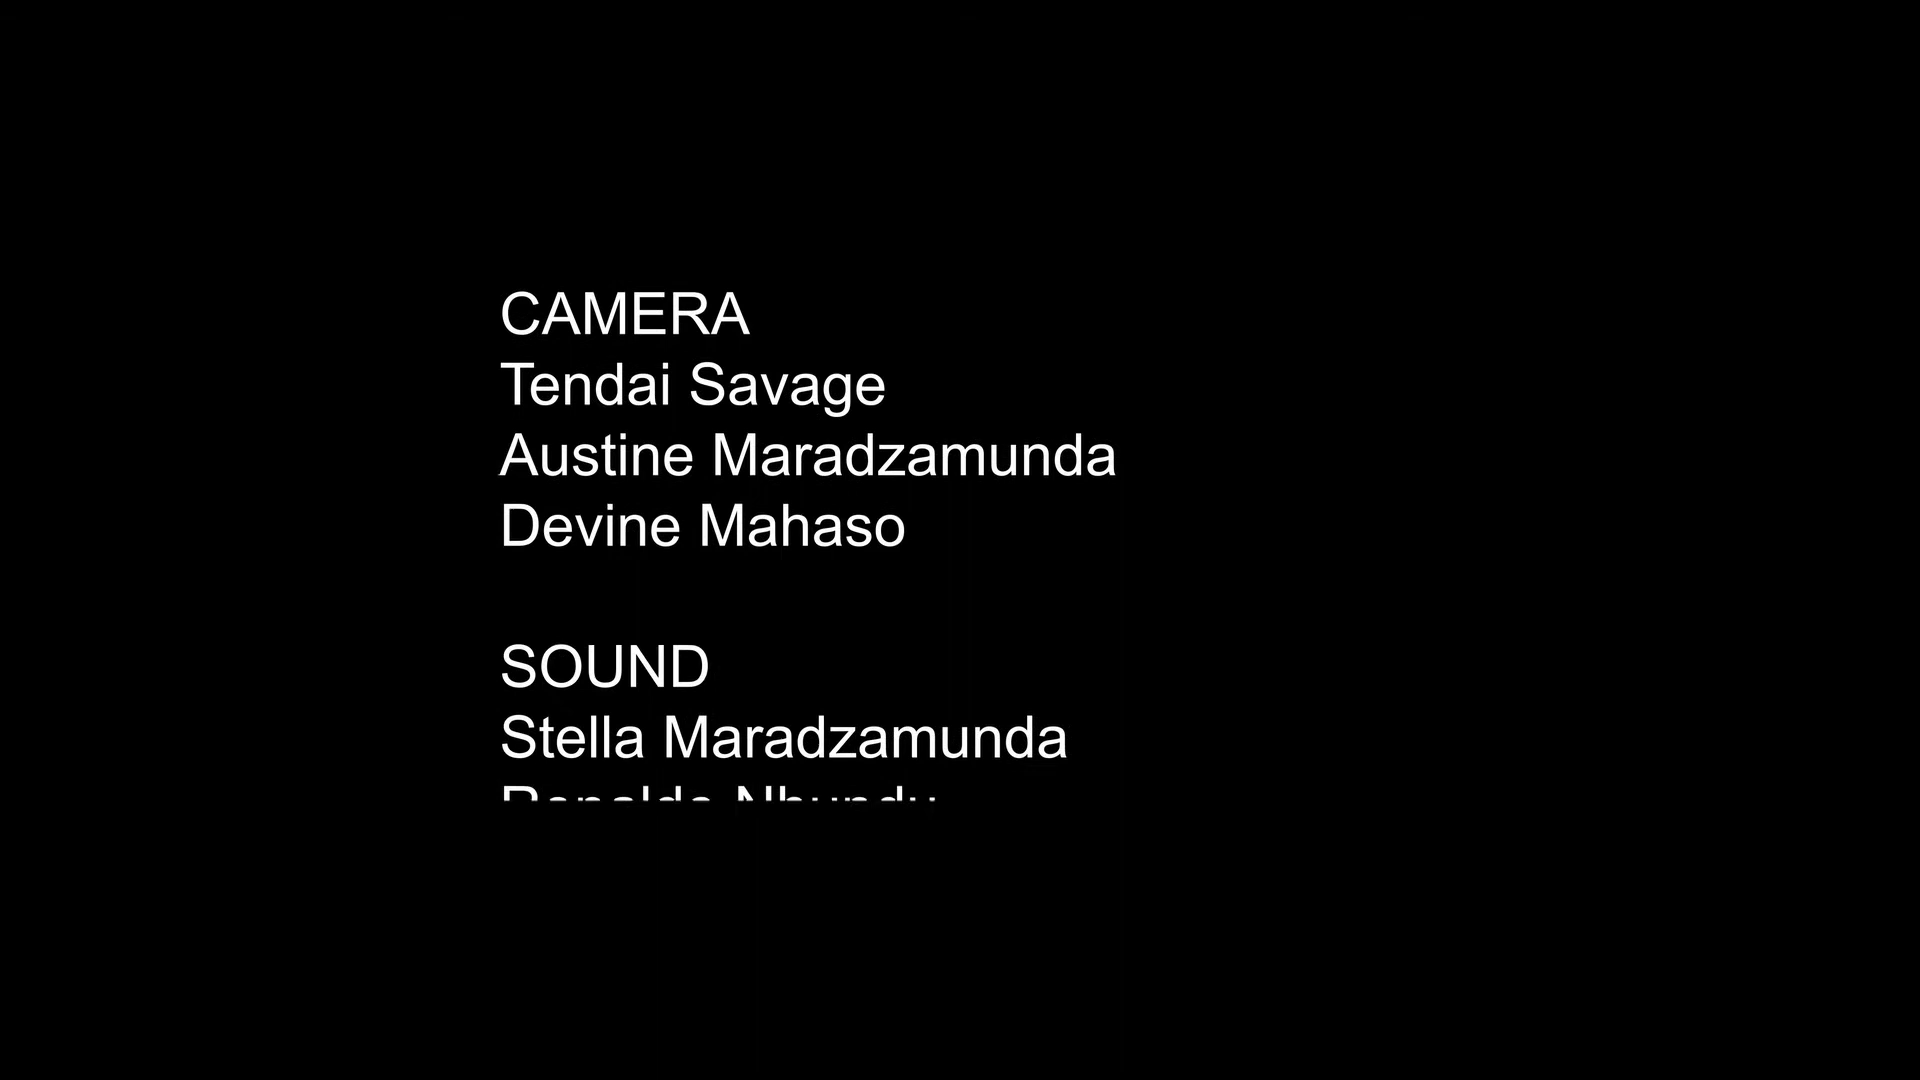 CAMERA
Tendai Savage
Austine Maradzamunda
Devine Mahaso
SOUND
Stella Maradzamunda